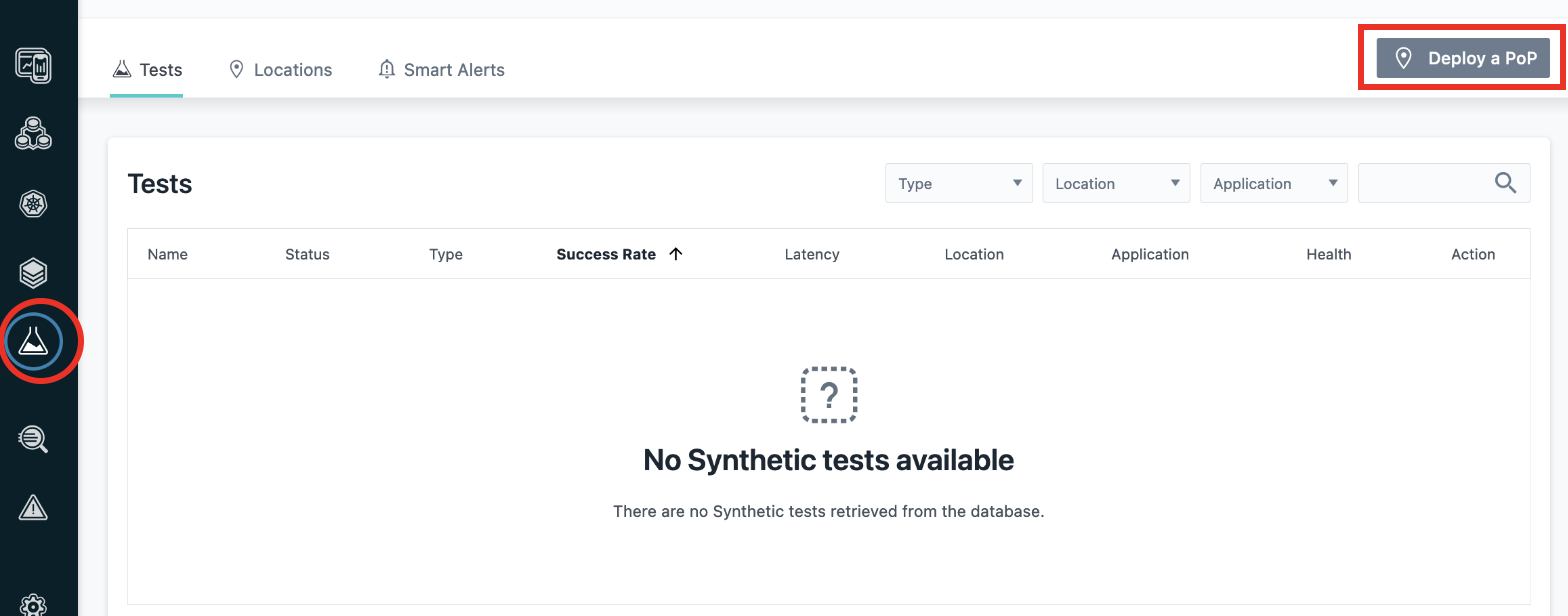 Tests Locations Smart Alerts Deploy a PoP
Tests Type Location Application
Name Status Type Success Rate Latency Location Application Health Action
?
No Synthetic tests available
There are no Synthetic tests retrieved from the database.